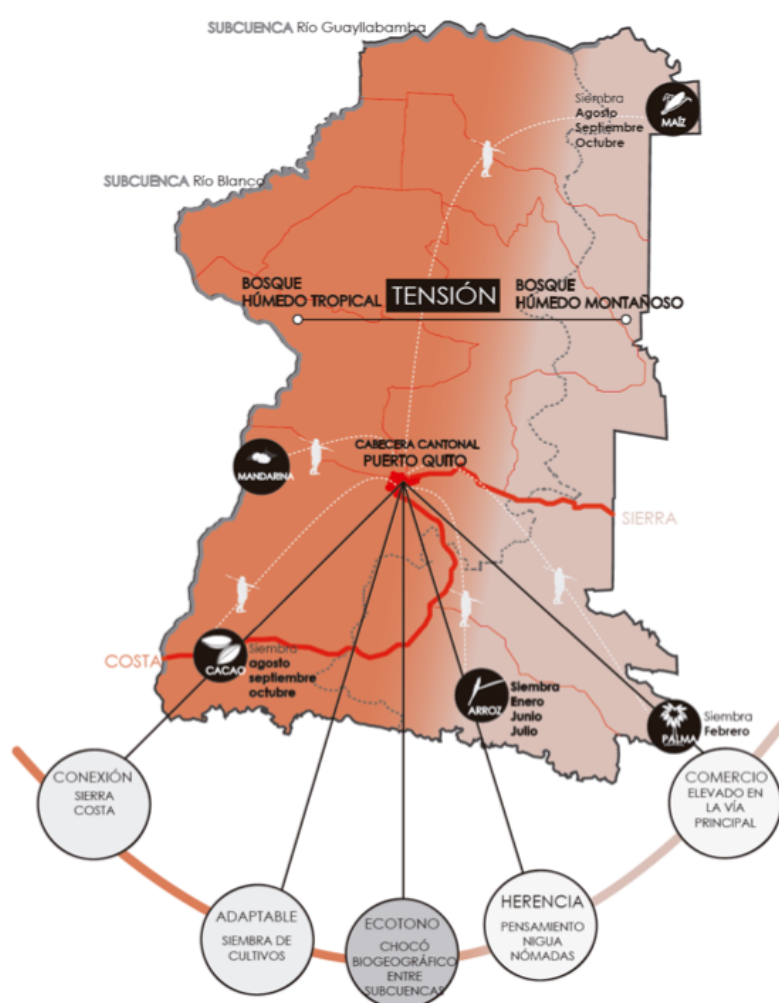 SUBCUENCA Río Guayllabamba
Siembra
Agosto
Septiembre
Octubre
MAÍZ
SUBCUENCA Río Blanco
BOSQUE
HÚMEDO TROPICAL
TENSIÓN
BOSQUE
HÚMEDO MONTAÑOSO
CABECERA CANTONAL
PUERTO QUITO
MANDARINA
SIERRA
COSTA
CACAO
Siembra
agosto
septiembre
octubre
ARROZ
Siembra
Enero
Junio
Julio
PALMA
Siembra
Febrero
CONEXIÓN
SIERRA
COSTA
COMERCIO
ELEVADO EN
LA VÍA
PRINCIPAL
ADAPTABLE
SIEMBRA DE
CULTIVOS
ECOTONO
CHOCÓ
BIOGEOGRÁFICO
ENTRE
SUBCUENCAS
HERENCIA
PENSAMIENTO
NIGUA
NÓMADAS